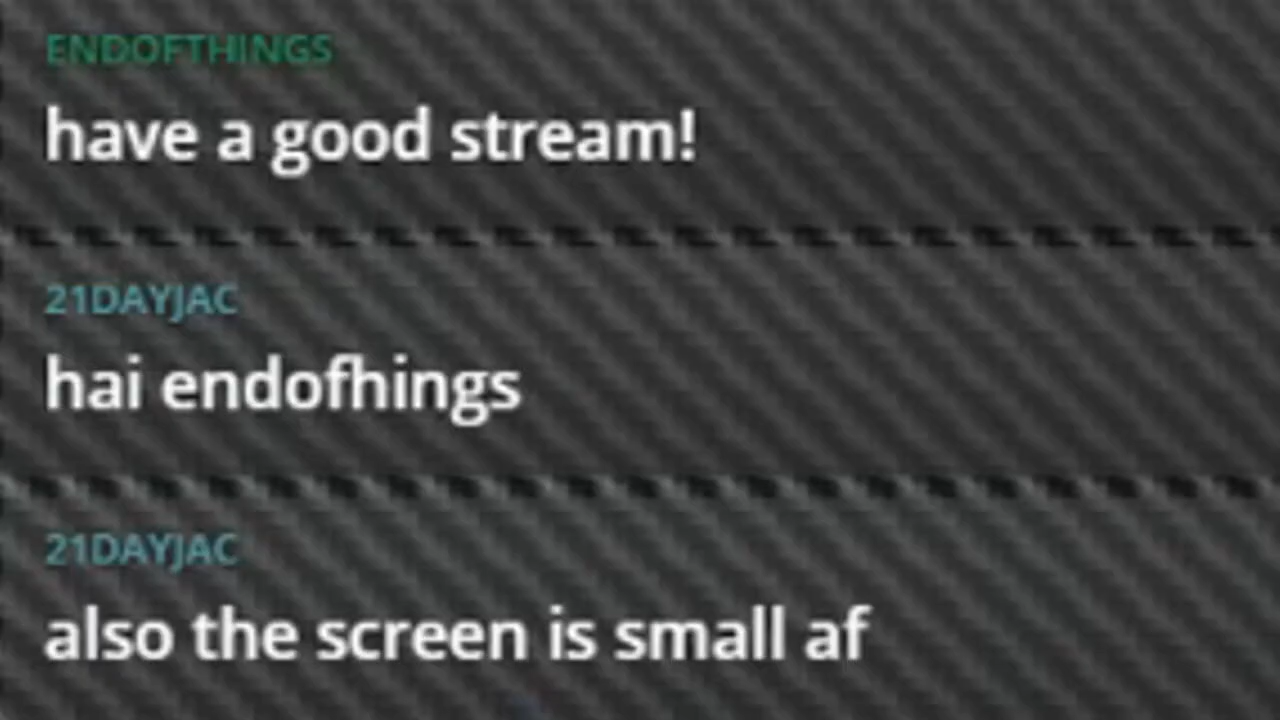 ENDOFTHINGS
have a good stream!
21DAYJAC
hai endofhings
21DAYJAC
also the screen is small af